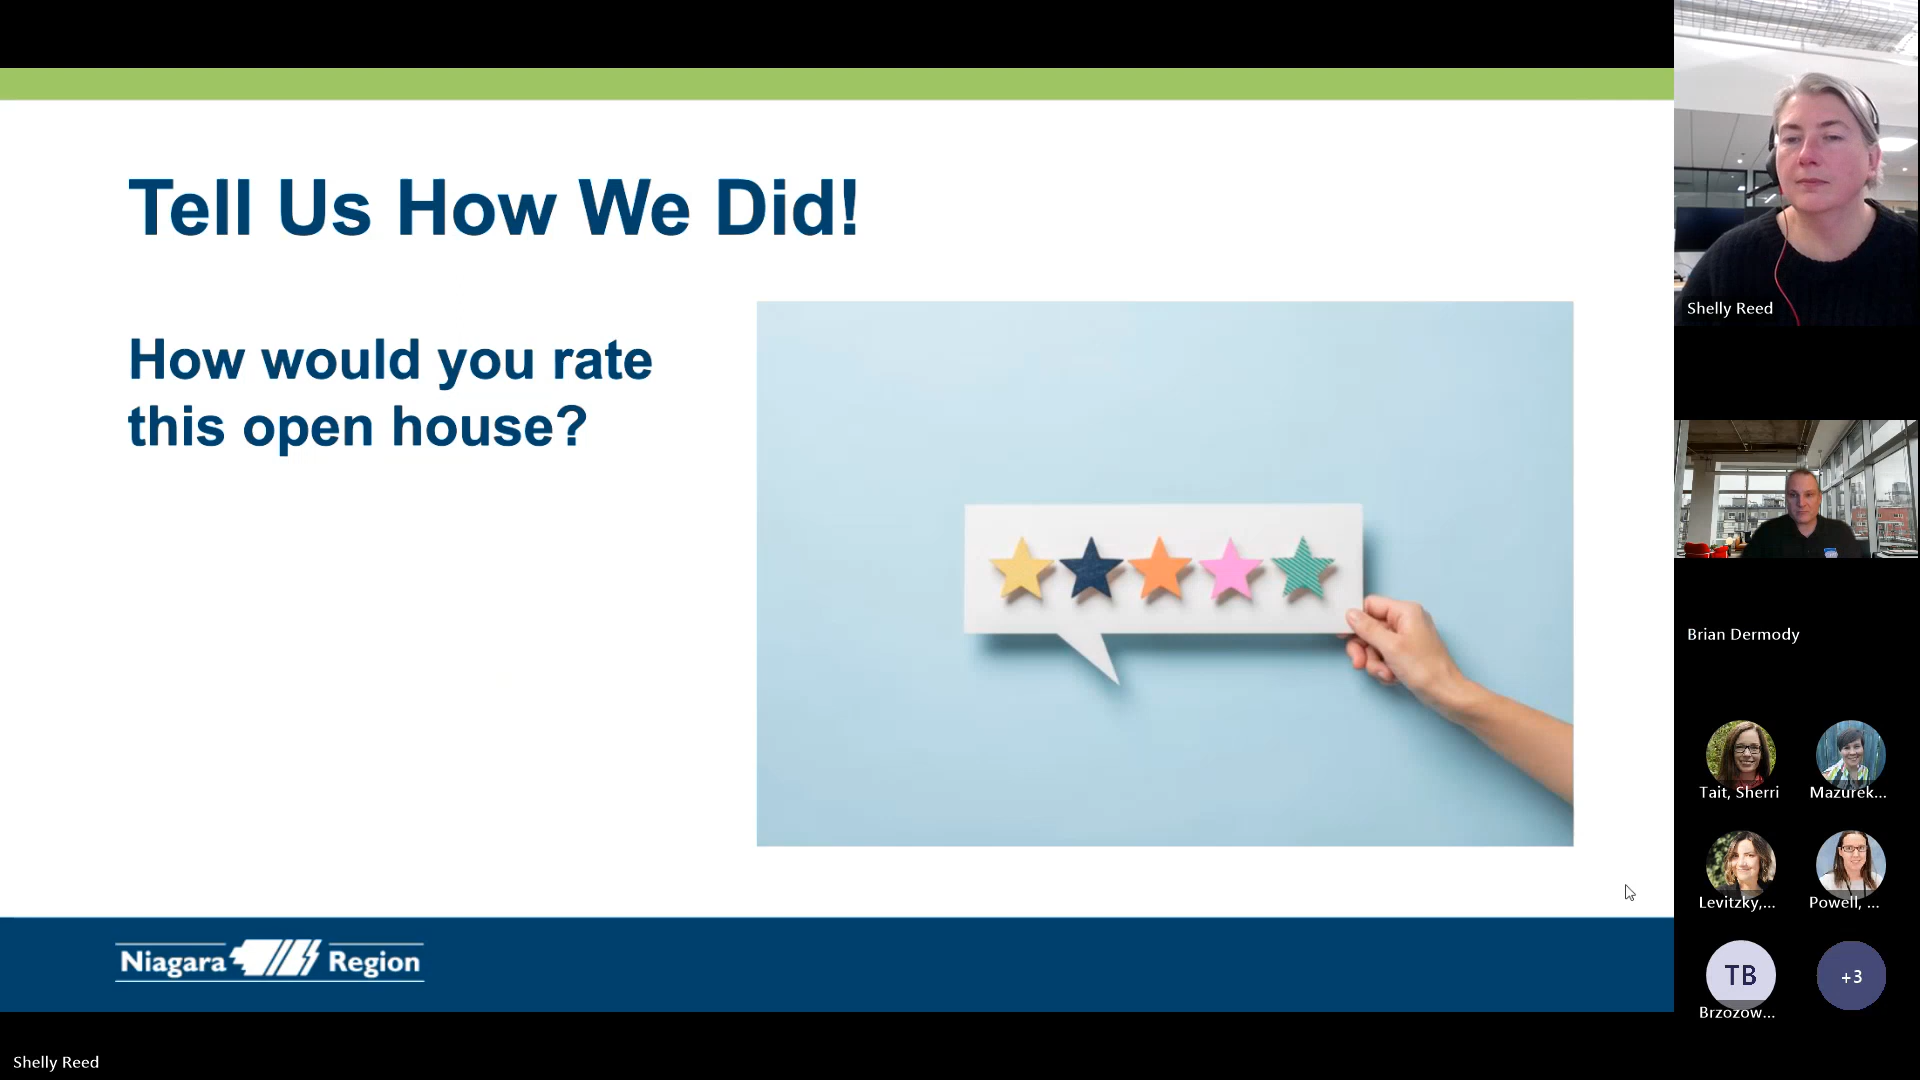 Tell Us How We Did!
How would you rate
this open house?
Niagara Region
Shelly Reed
Brian Dermody
Tait, Sherri
Mazurek...
Levitzky,...
Powell, ...
TB
Brzozow...
+3
Shelly Reed